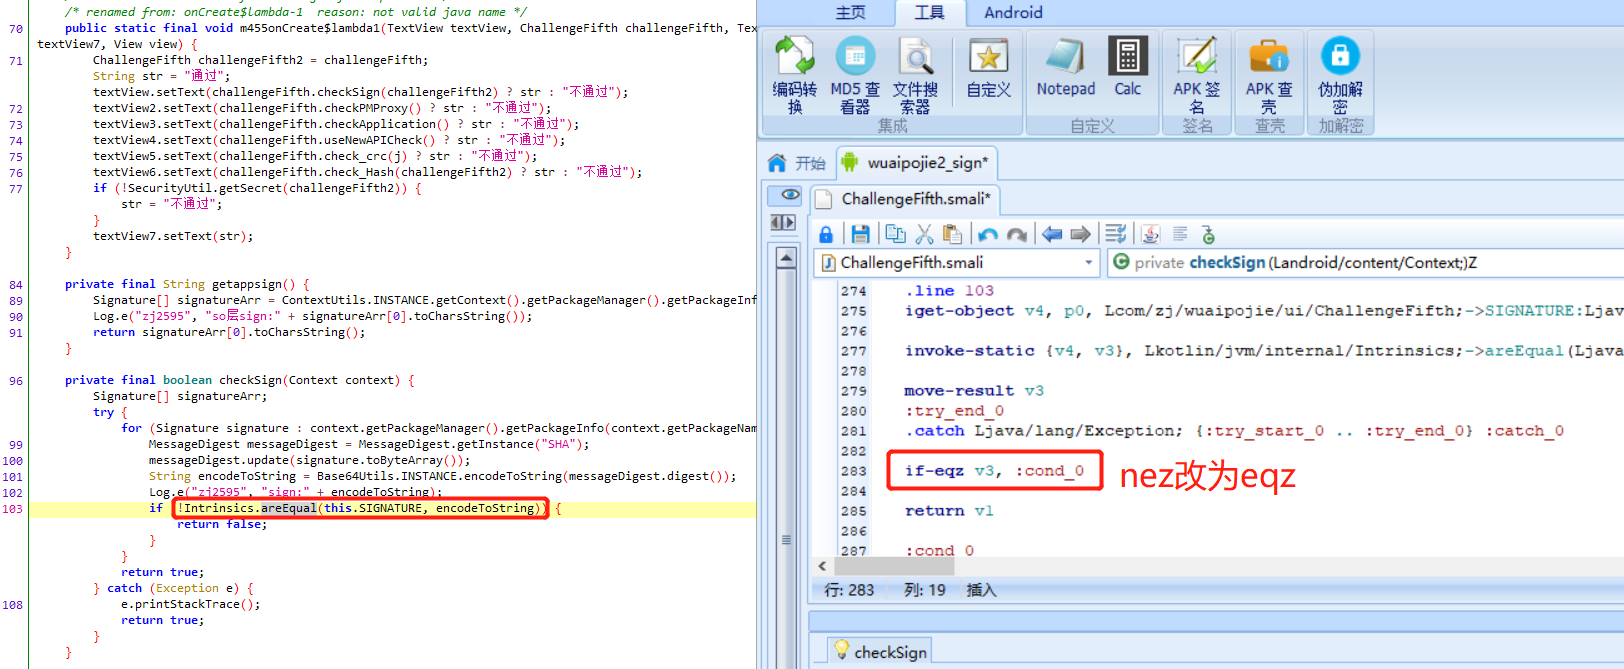 /* renamed from: onCreate$lambda-1  reason: not valid java name */
70 public static final void m455onCreate$lambda1(TextView textView, ChallengeFifth challengeFifth, Tex
textView7, View view) {
71 ChallengeFifth challengeFifth2 = challengeFifth;
String str = "通过";
textView.setText(challengeFifth.checkSign(challengeFifth2) ? str : "不通过");
72 textView2.setText(challengeFifth.checkPMProxy() ? str : "不通过");
73 textView3.setText(challengeFifth.checkApplication() ? str : "不通过");
74 textView4.setText(challengeFifth.useNewAPICheck() ? str : "不通过");
75 textView5.setText(challengeFifth.check_crc(j) ? str : "不通过");
76 textView6.setText(challengeFifth.check_Hash(challengeFifth2) ? str : "不通过");
77 if (!SecurityUtil.getSecret(challengeFifth2)) {
str = "不通过";
}
textView7.setText(str);
}
84 private final String getappsign() {
89 Signature[] signatureArr = ContextUtils.INSTANCE.getContext().getPackageManager().getPackageInf
90 Log.e("zj2595", "so层sign:" + signatureArr[0].toCharsString());
91 return signatureArr[0].toCharsString();
}
96 private final boolean checkSign(Context context) {
Signature[] signatureArr;
try {
for (Signature signature : context.getPackageManager().getPackageInfo(context.getPackageNam
99 MessageDigest messageDigest = MessageDigest.getInstance("SHA");
100 messageDigest.update(signature.toByteArray());
101 String encodeToString = Base64Utils.INSTANCE.encodeToString(messageDigest.digest());
102 Log.e("zj2595", "sign:" + encodeToString);
103 if (!Intrinsics.areEqual(this.SIGNATURE, encodeToString)) {
return false;
}
}
return true;
} catch (Exception e) {
108 e.printStackTrace();
return true;
}
}
主页 工具 Android
编码转换 MD5 查看器 文件搜索器 自定义 Notepad Calc APK 签名 APK 查壳 伪加解密
集成 自定义 签名 查壳 加解密
开始 wuaipojie2_sign*
ChallengeFifth.smali*
ChallengeFifth.smali private checkSign(Landroid/content/Context;)Z
274 .line 103
275 iget-object v4, p0, Lcom/zj/wuaipojie/ui/ChallengeFifth;->SIGNATURE:Ljav
276
277 invoke-static {v4, v3}, Lkotlin/jvm/internal/Intrinsics;->areEqual(Ljava
278
279 move-result v3
280 :try_end_0
281 .catch Ljava/lang/Exception; {:try_start_0 .. :try_end_0} :catch_0
282
283 if-eqz v3, :cond_0
nez改为eqz
284
285 return v1
286
287 :cond_0
行: 283 列: 19 插入
checkSign